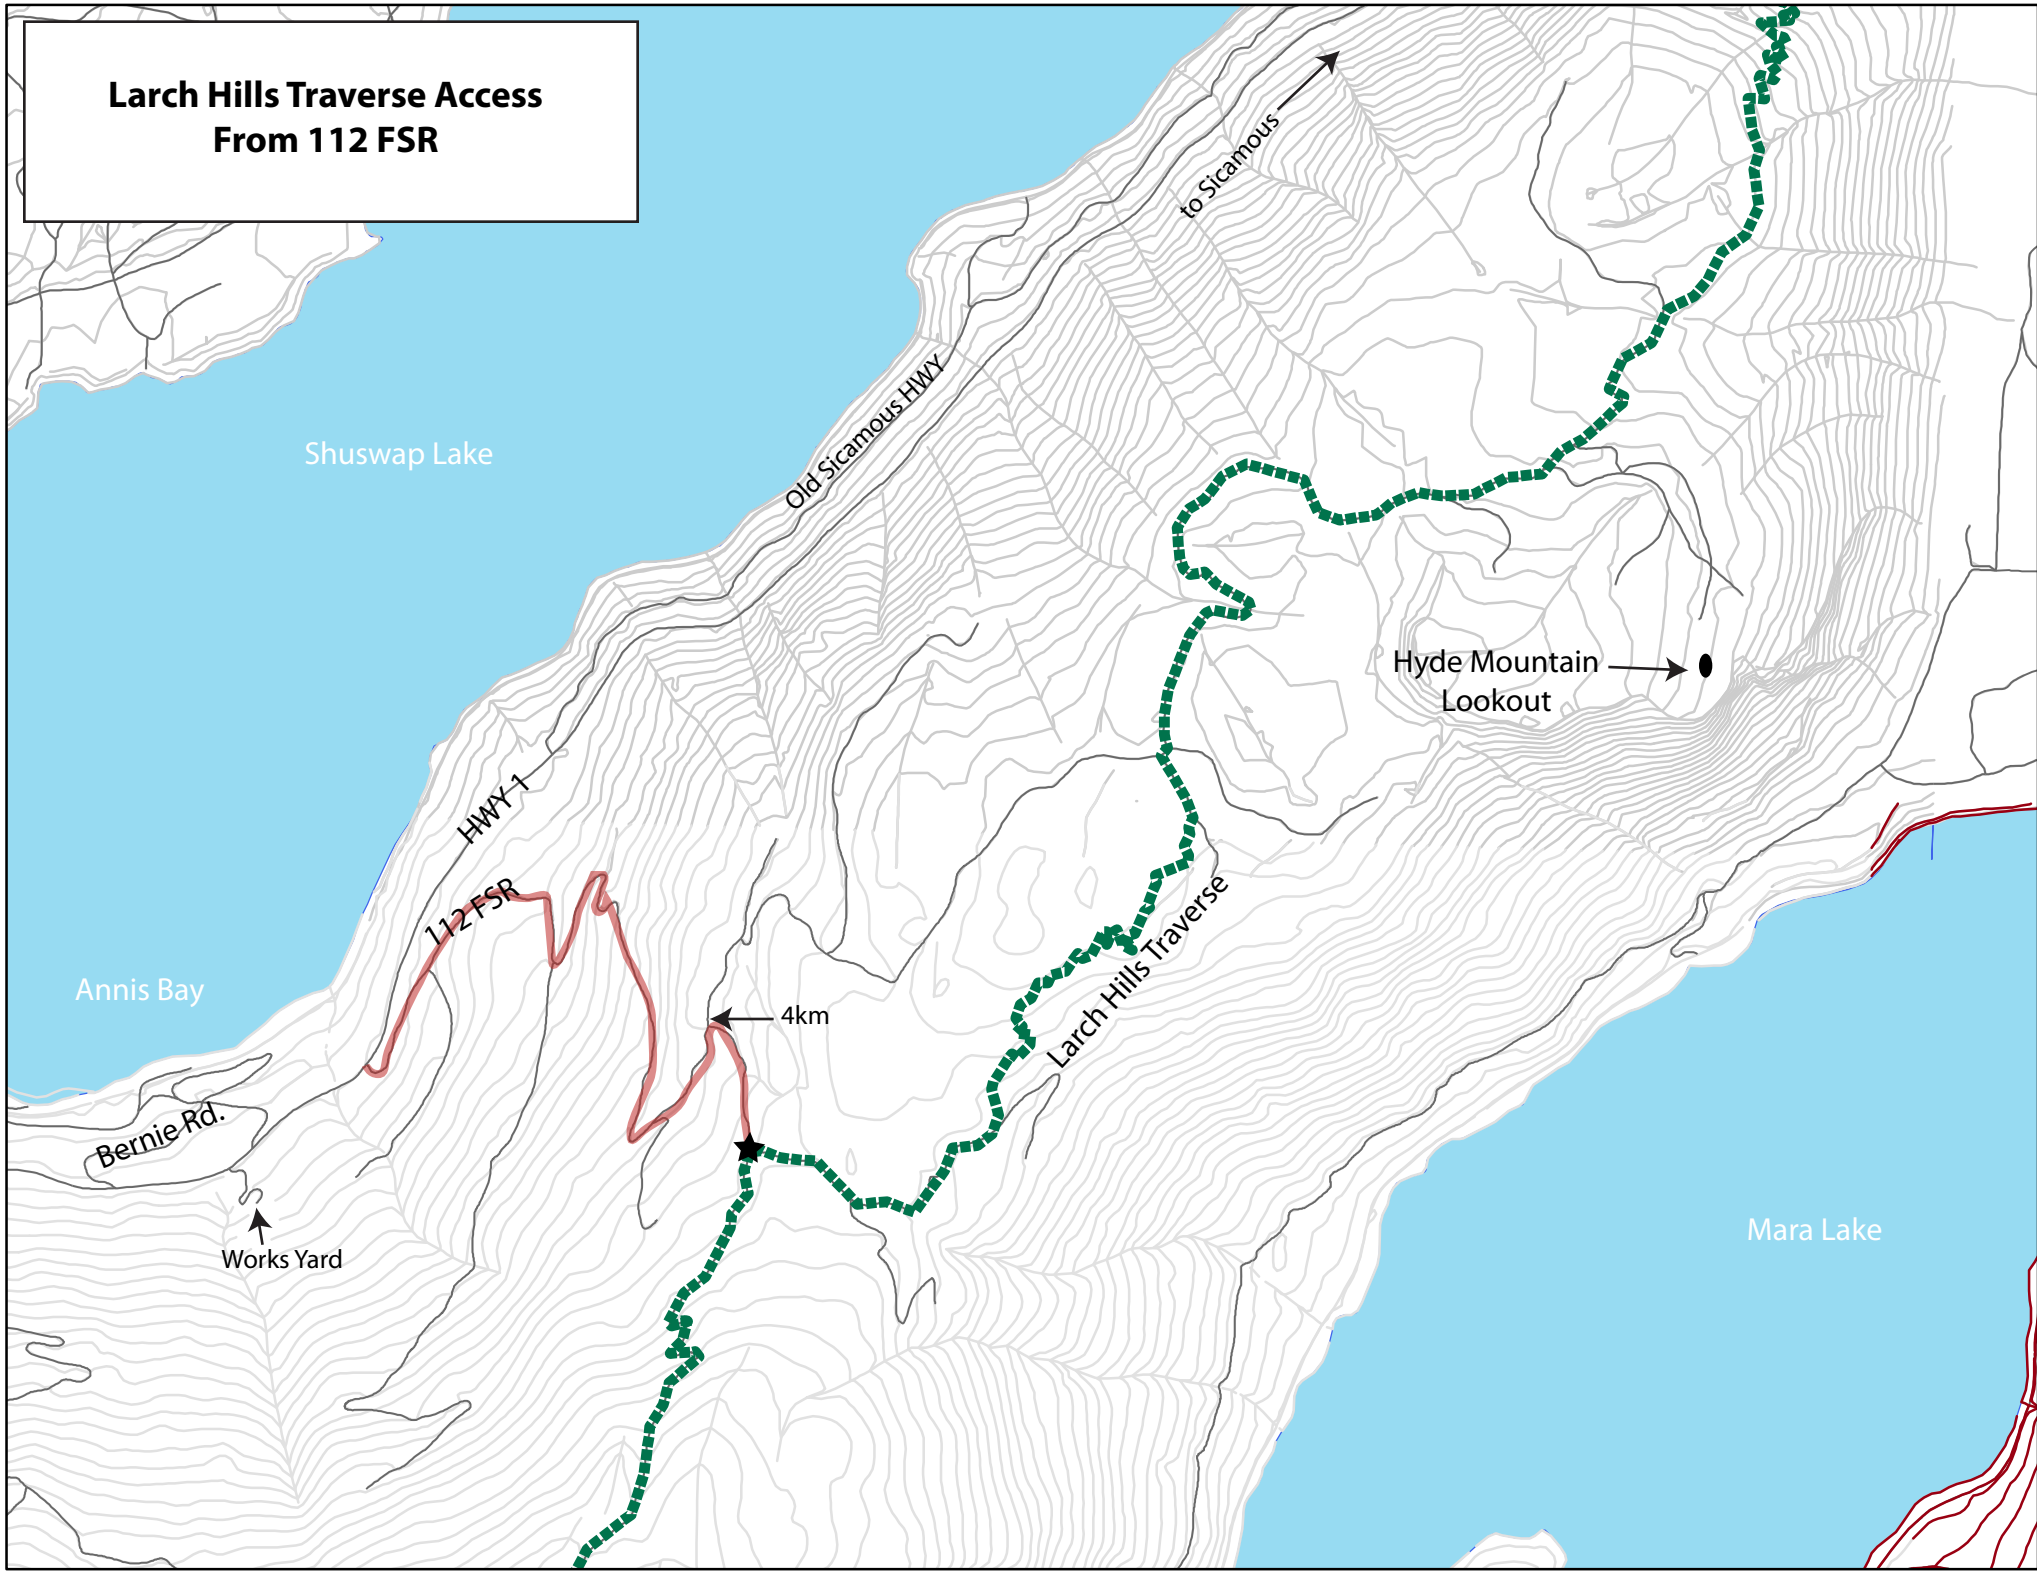 Larch Hills Traverse Access
From 112 FSR
to Sicamous
Old Sicamous HWY
Shuswap Lake
Hyde Mountain
Lookout
HWY 1
112 FSR
Larch Hills Traverse
Annis Bay
4km
Bernie Rd.
Works Yard
Mara Lake